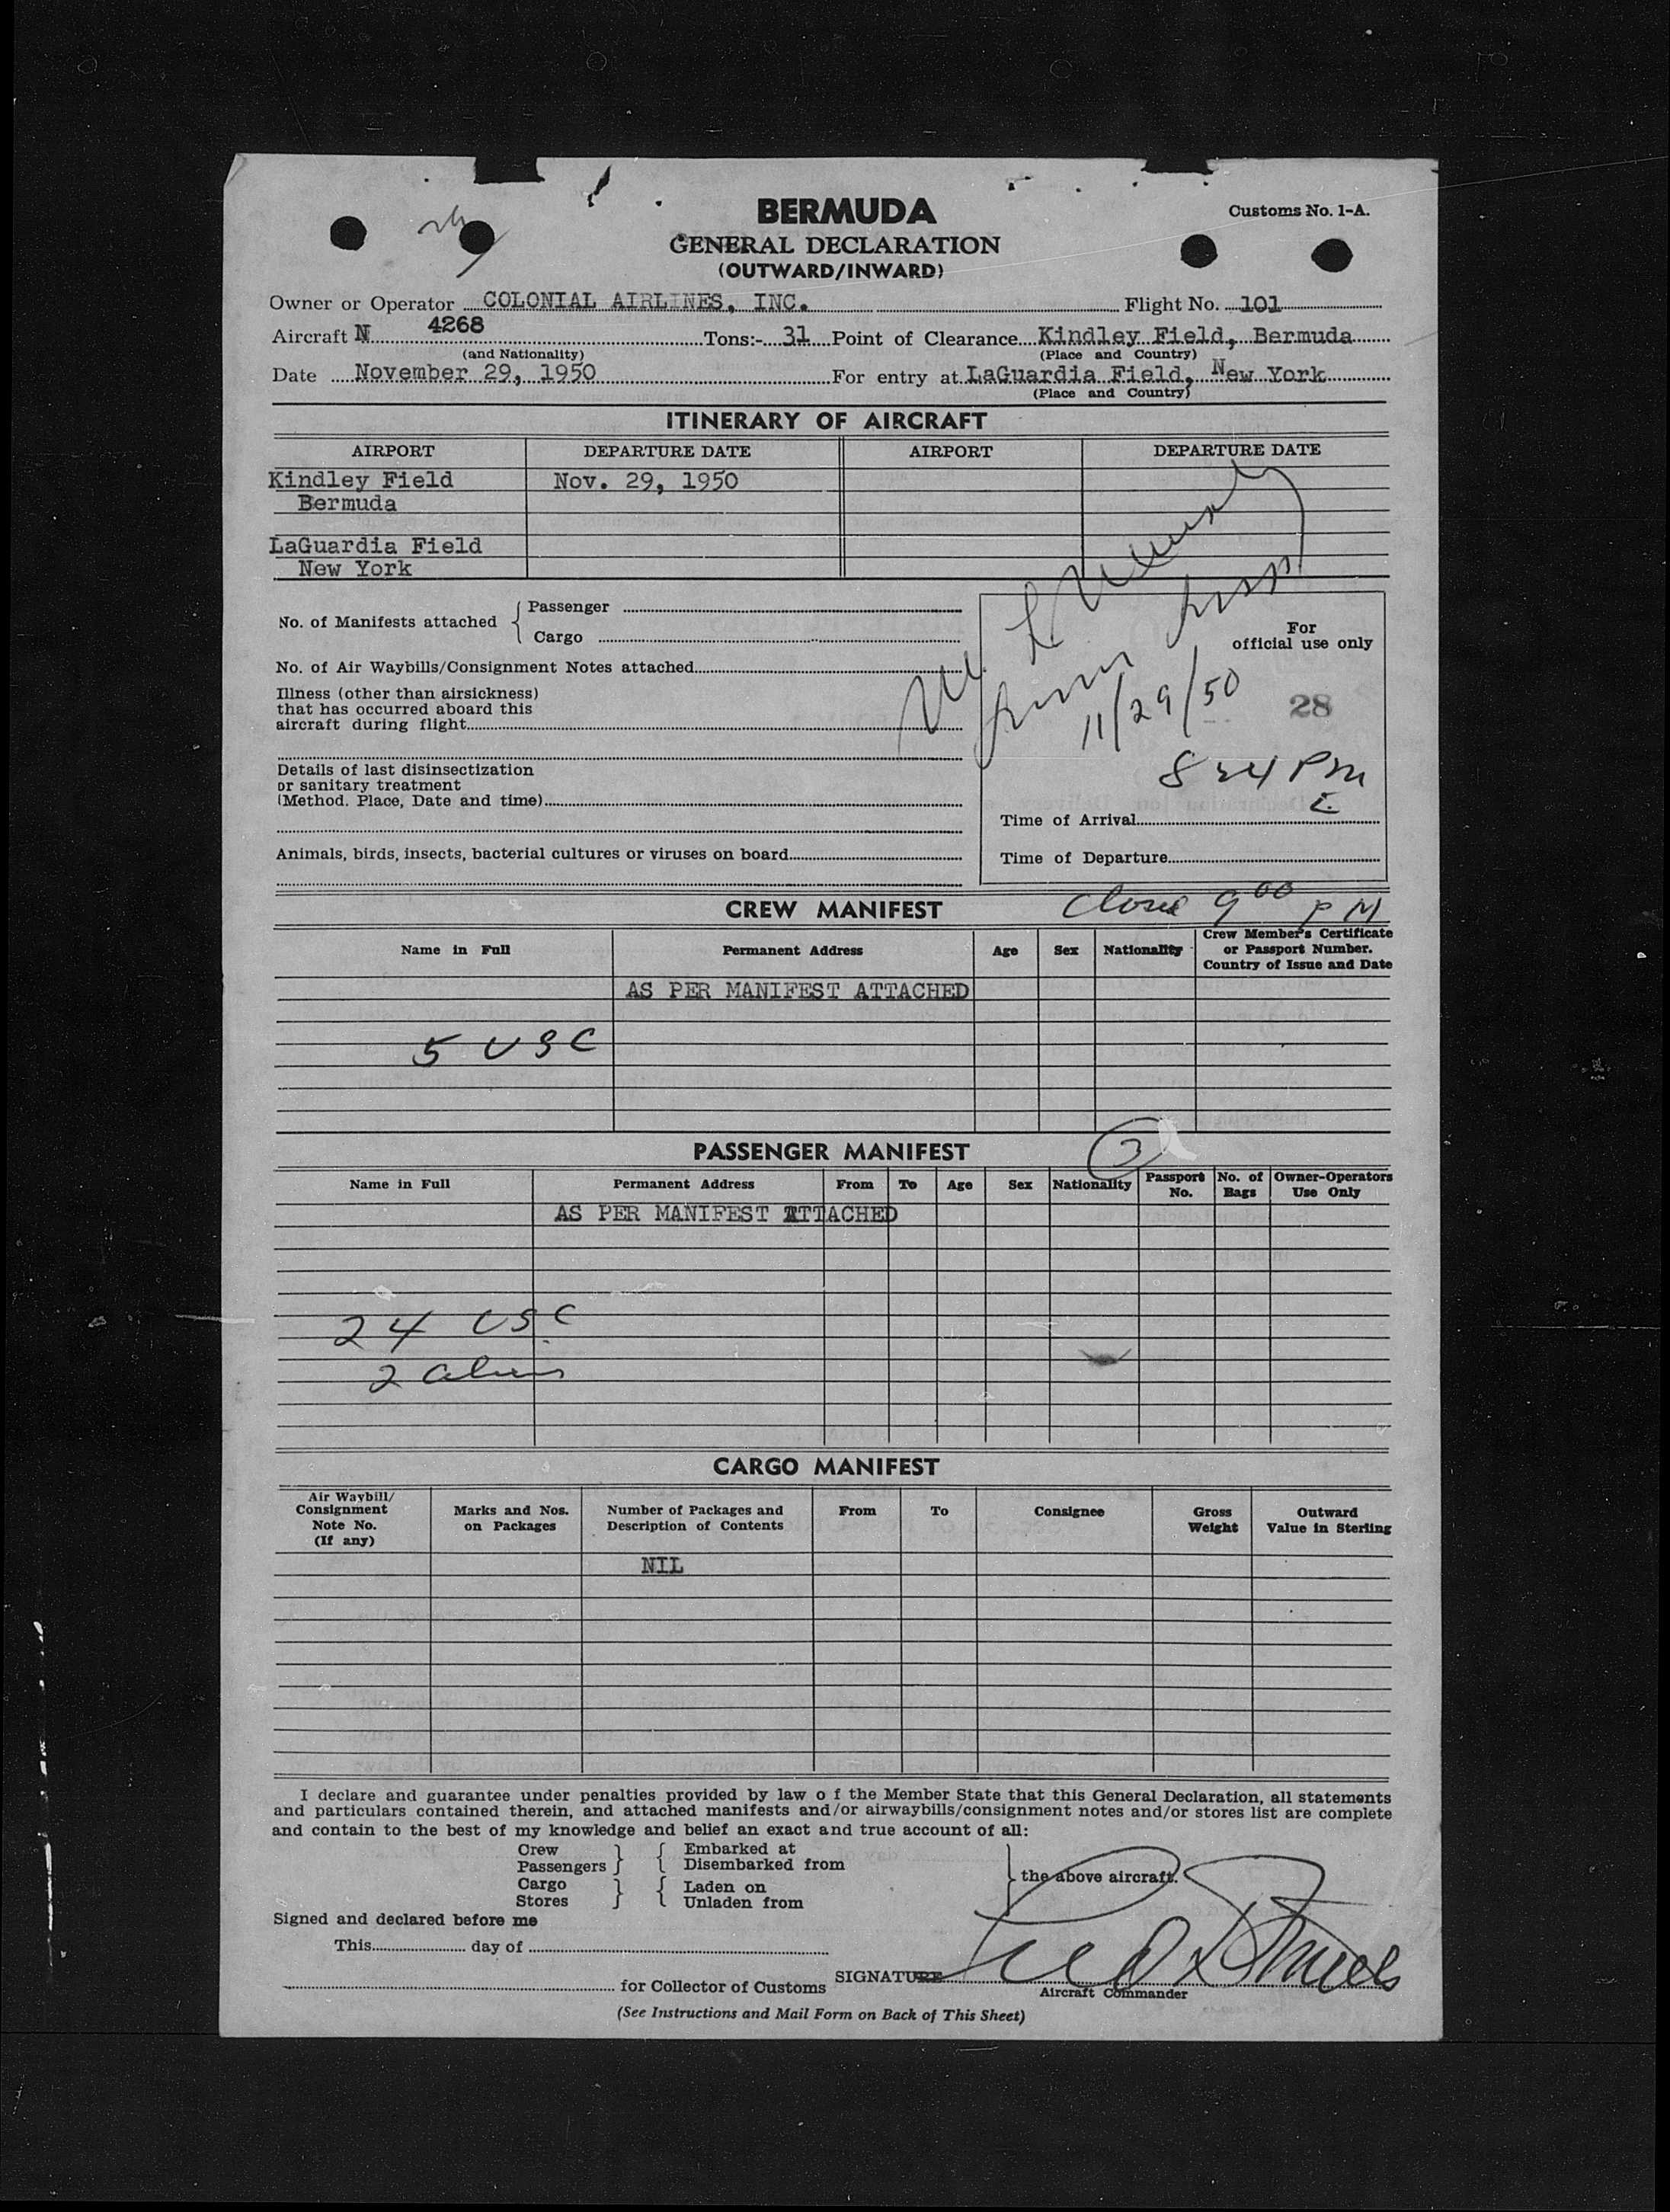 BERMUDA
Customs No. 1-A.
GENERAL DECLARATION
(OUTWARD/INWARD)
Owner or Operator COLONIAL AIRLINES, INC. Flight No. 101
Aircraft N 4268 Tons:- 31 Point of Clearance Kindley Field, Bermuda
(and Nationality) (Place and Country)
Date November 29, 1950 For entry at LaGuardia Field, New York
(Place and Country)
ITINERARY OF AIRCRAFT
AIRPORT DEPARTURE DATE AIRPORT DEPARTURE DATE
Kindley Field Nov. 29, 1950
Bermuda
LaGuardia Field
New York
No. of Manifests attached { Passenger
Cargo
For
official use only
No. of Air Waybills/Consignment Notes attached
Illness (other than airsickness)
that has occurred aboard this
aircraft during flight
11/29/50
28
Details of last disinsectization
or sanitary treatment
(Method. Place, Date and time)
8 24 PM
Time of Arrival
Animals, birds, insects, bacterial cultures or viruses on board
Time of Departure
CREW MANIFEST
9 00 PM
Name in Full Permanent Address Age Sex Nationality Crew Member's Certificate
or Passport Number.
Country of Issue and Date
AS PER MANIFEST ATTACHED
5 USC
PASSENGER MANIFEST
Name in Full Permanent Address From To Age Sex Nationality Passport No. No. of Bags Owner-Operators Use Only
AS PER MANIFEST ATTACHED
24 USC
2 aliens
CARGO MANIFEST
Air Waybill/ Consignment Note No. (If any) Marks and Nos. on Packages Number of Packages and Description of Contents From To Consignee Gross Weight Outward Value in Sterling
NIL
I declare and guarantee under penalties provided by law o f the Member State that this General Declaration, all statements
and particulars contained therein, and attached manifests and/or airwaybills/consignment notes and/or stores list are complete
and contain to the best of my knowledge and belief an exact and true account of all:
Crew } { Embarked at
Passengers } { Disembarked from
Cargo } { Laden on } the above aircraft.
Stores } { Unladen from
Signed and declared before me
This day of
for Collector of Customs SIGNATURE
Aircraft Commander
(See Instructions and Mail Form on Back of This Sheet)